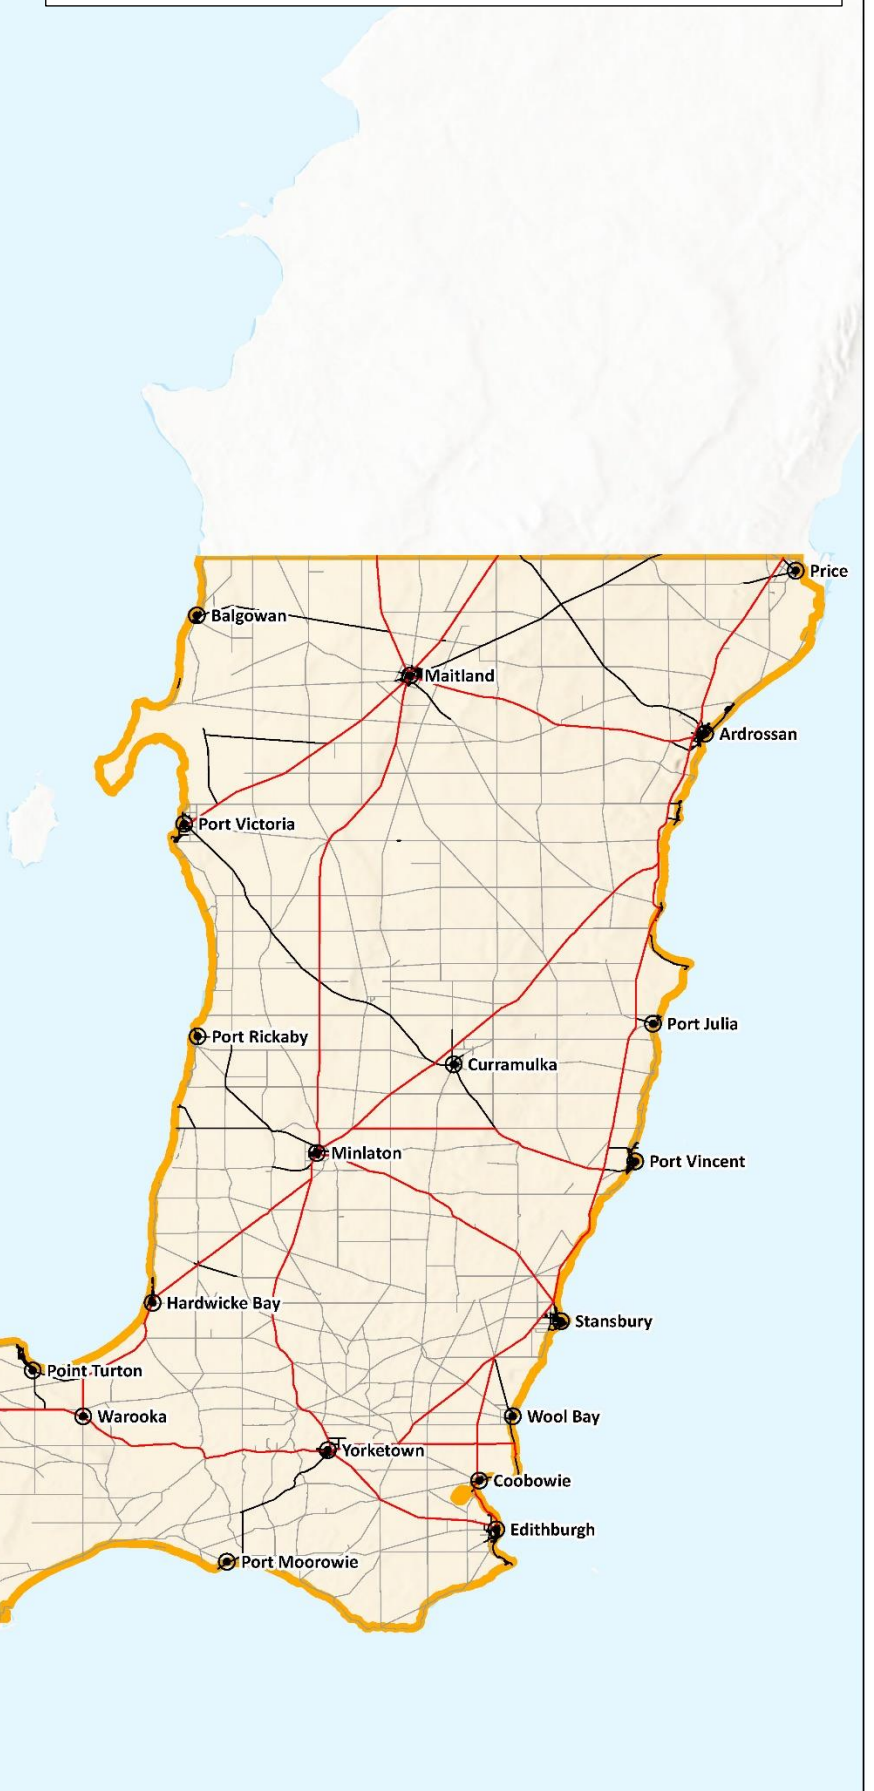 Price
Balgowan
Maitland
Ardrossan
Port Victoria
Port Julia
Port Rickaby
Curramulka
Minlaton
Port Vincent
Hardwicke Bay
Stansbury
Point Turton
Warooka
Wool Bay
Yorketown
Coobowie
Edithburgh
Port Moorowie